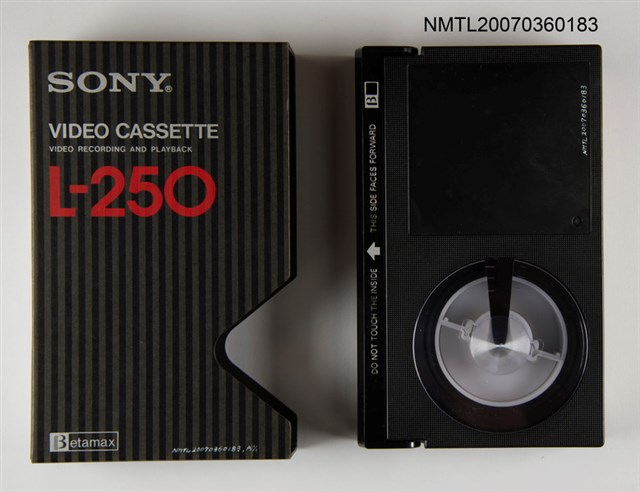 NMTL20070360183
SONY®
VIDEO CASSETTE
VIDEO RECORDING AND PLAYBACK
L-250
Betamax
NMTL20070360183
B
DO NOT TOUCH THE INSIDE THIS SIDE FACES FORWARD
NMTL20070360183